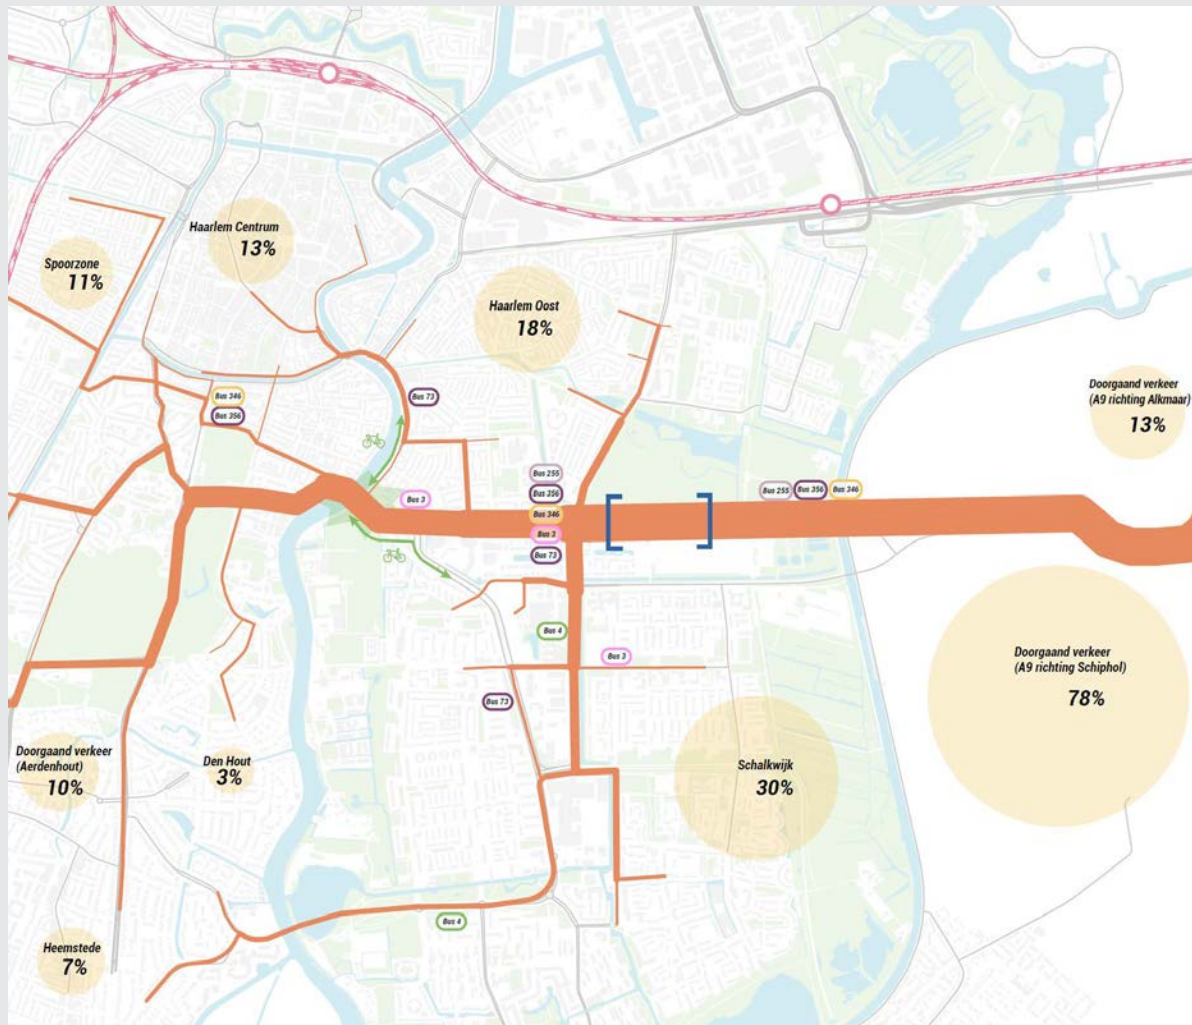 Haarlem Centrum
13%
Spoorzone
11%
Haarlem Oost
18%
Doorgaand verkeer
(A9 richting Alkmaar)
13%
Bus 346
Bus 356
Bus 73
Bus 3
Bus 255
Bus 356
Bus 346
Bus 3
Bus 73
Bus 255
Bus 356
Bus 346
Bus 4
Bus 3
Bus 73
Doorgaand verkeer
(A9 richting Schiphol)
78%
Doorgaand verkeer
(Aerdenhout)
10%
Den Hout
3%
Schalkwijk
30%
Bus 4
Heemstede
7%